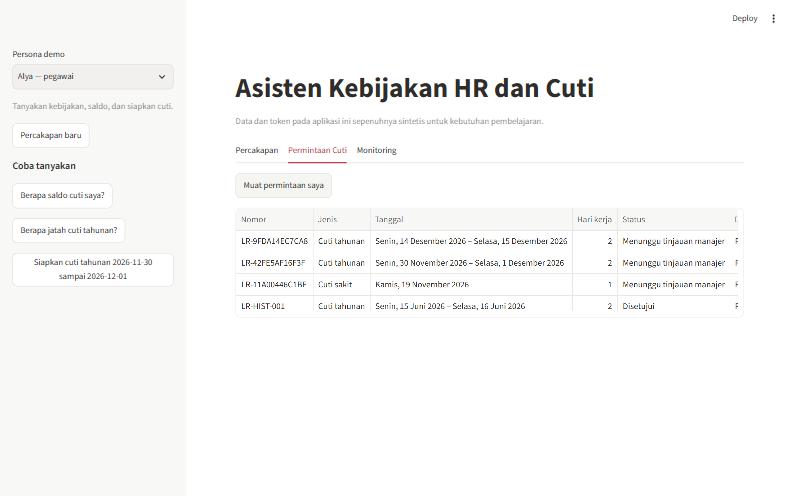 Deploy
Persona demo
Alya — pegawai
Tanyakan kebijakan, saldo, dan siapkan cuti.
Percakapan baru
Coba tanyakan
Berapa saldo cuti saya?
Berapa jatah cuti tahunan?
Siapkan cuti tahunan 2026-11-30
sampai 2026-12-01
Asisten Kebijakan HR dan Cuti
Data dan token pada aplikasi ini sepenuhnya sintetis untuk kebutuhan pembelajaran.
Percakapan Permintaan Cuti Monitoring
Muat permintaan saya
Nomor Jenis Tanggal Hari kerja Status
LR-9FDA14EC7CA8 Cuti tahunan Senin, 14 Desember 2026 – Selasa, 15 Desember 2026 2 Menunggu tinjauan manajer
LR-42FE5AF16F3F Cuti tahunan Senin, 30 November 2026 – Selasa, 1 Desember 2026 2 Menunggu tinjauan manajer
LR-11A00446C1BF Cuti sakit Kamis, 19 November 2026 1 Menunggu tinjauan manajer
LR-HIST-001 Cuti tahunan Senin, 15 Juni 2026 – Selasa, 16 Juni 2026 2 Disetujui